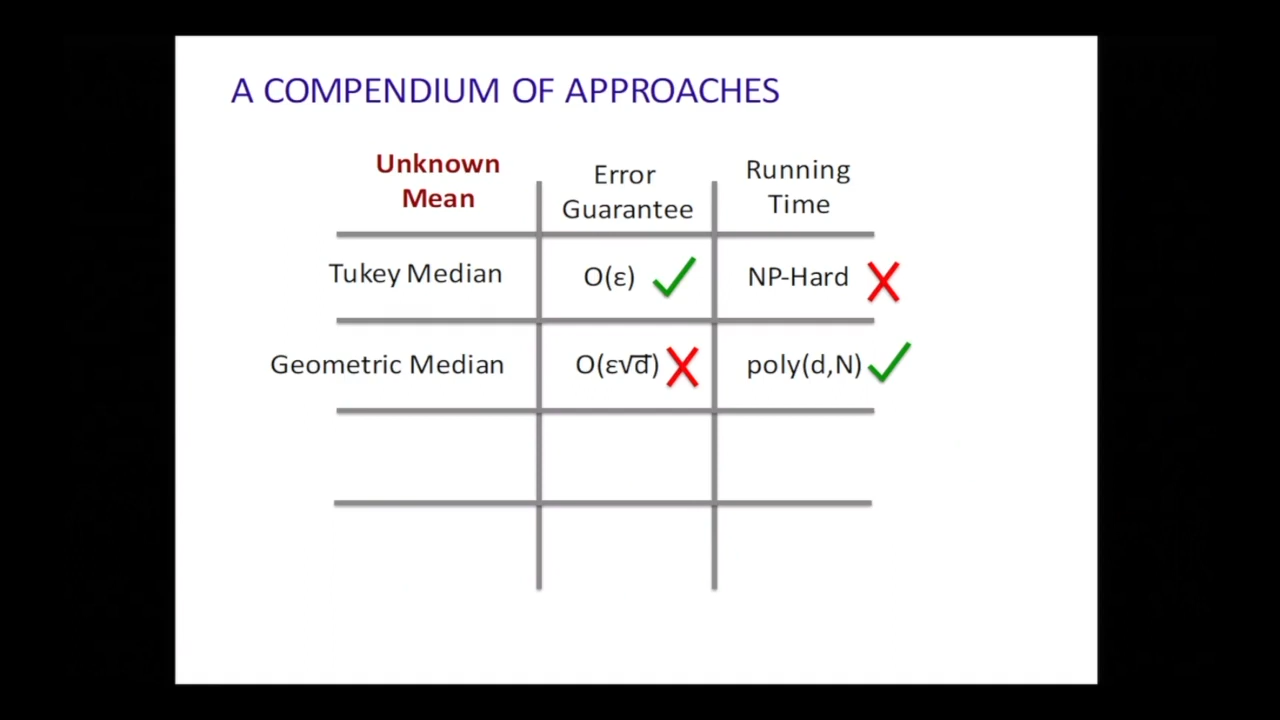 A COMPENDIUM OF APPROACHES
Unknown
Mean
Error
Guarantee
Running
Time
Tukey Median
O(ε)
NP-Hard
Geometric Median
O(ε√d)
poly(d,N)